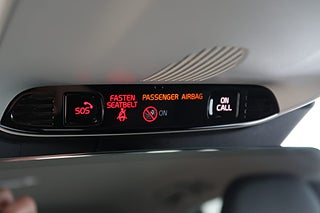 SOS
FASTEN
SEATBELT
PASSENGER AIRBAG
ON
ON
CALL